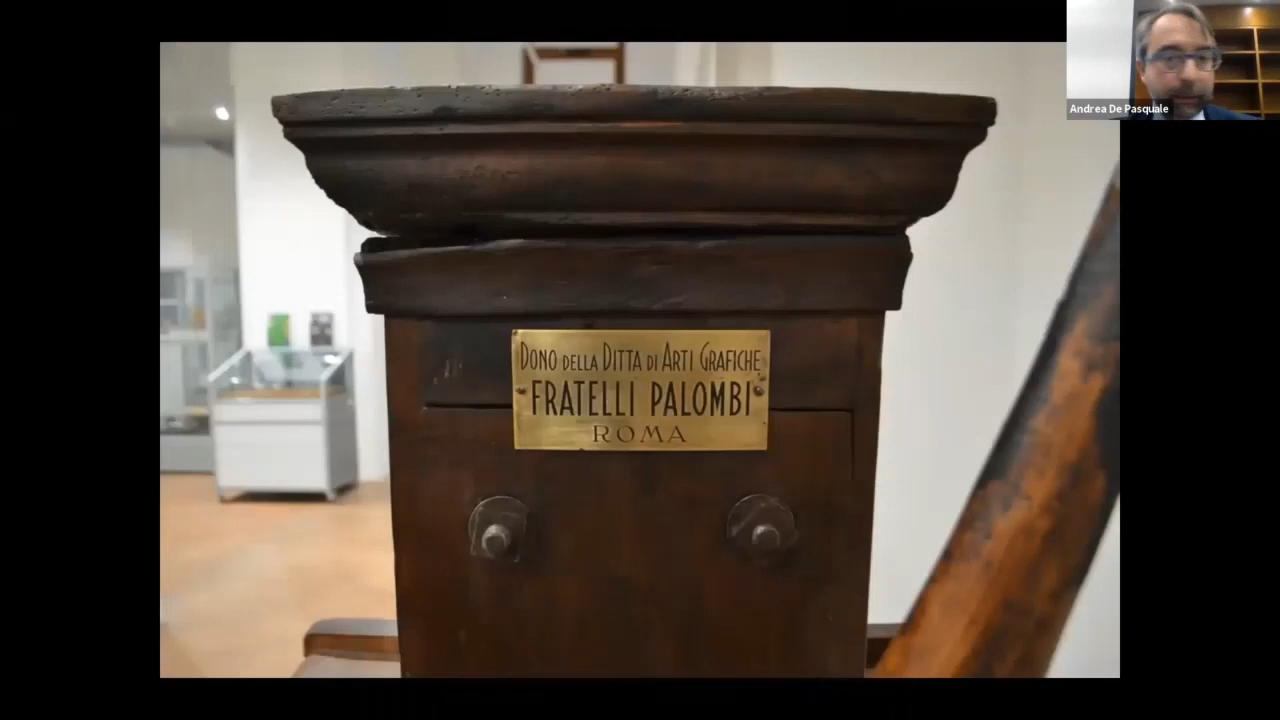 Andrea De Pasquale
DONO DELLA DITTA DI ARTI GRAFICHE
FRATELLI PALOMBI
ROMA